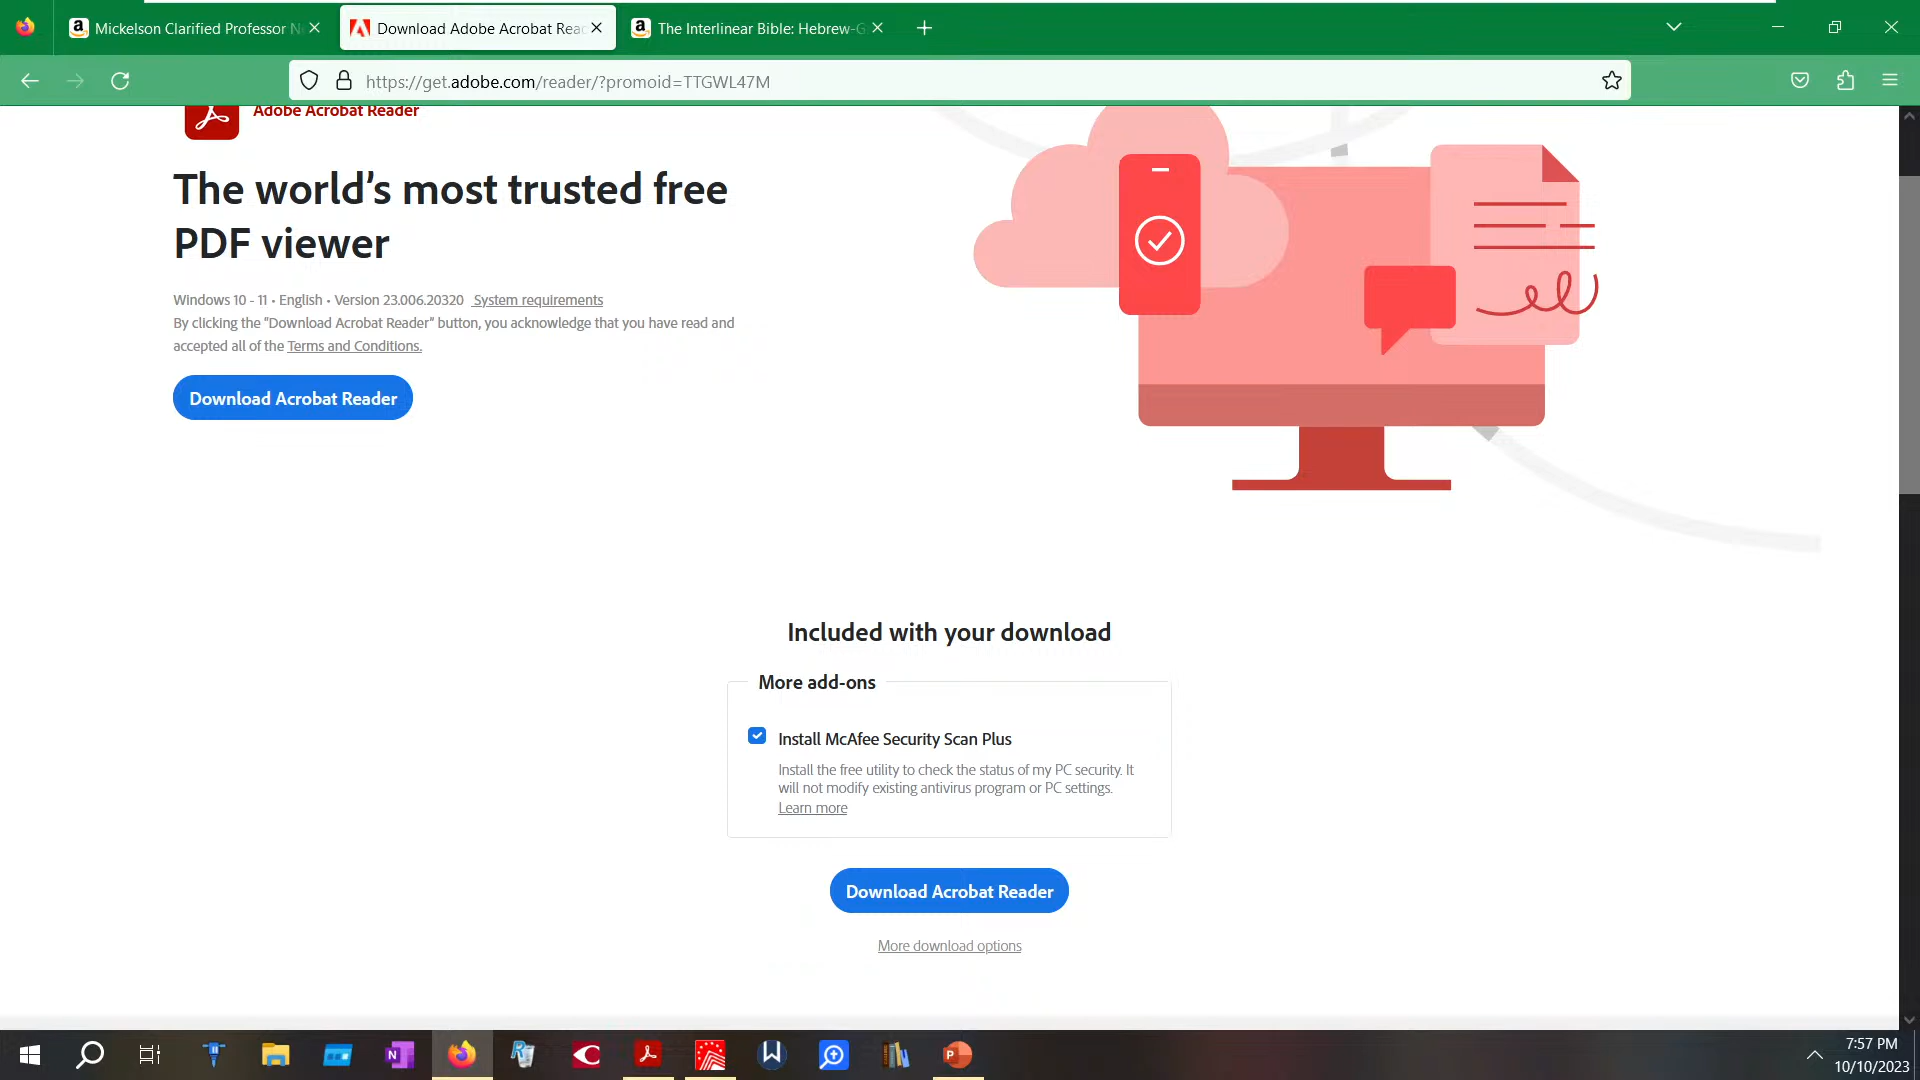 Mickelson Clarified Professor N
Download Adobe Acrobat Read
The Interlinear Bible: Hebrew-G
https://get.adobe.com/reader/?promoid=TTGWL47M
Adobe Acrobat Reader
The world’s most trusted free
PDF viewer
Windows 10 - 11 • English • Version 23.006.20320 System requirements
By clicking the “Download Acrobat Reader” button, you acknowledge that you have read and
accepted all of the Terms and Conditions.
Download Acrobat Reader
Included with your download
More add-ons
Install McAfee Security Scan Plus
Install the free utility to check the status of my PC security. It
will not modify existing antivirus program or PC settings.
Learn more
Download Acrobat Reader
More download options
7:57 PM
10/10/2023